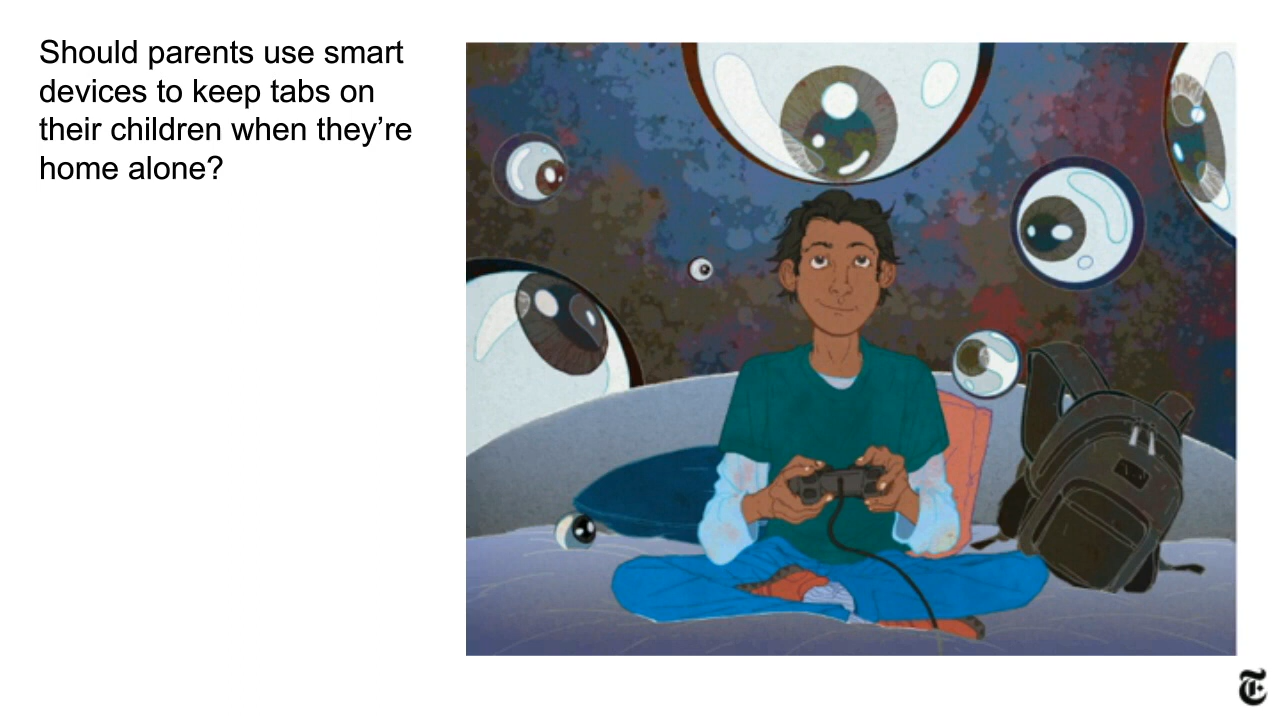 Should parents use smart
devices to keep tabs on
their children when they’re
home alone?